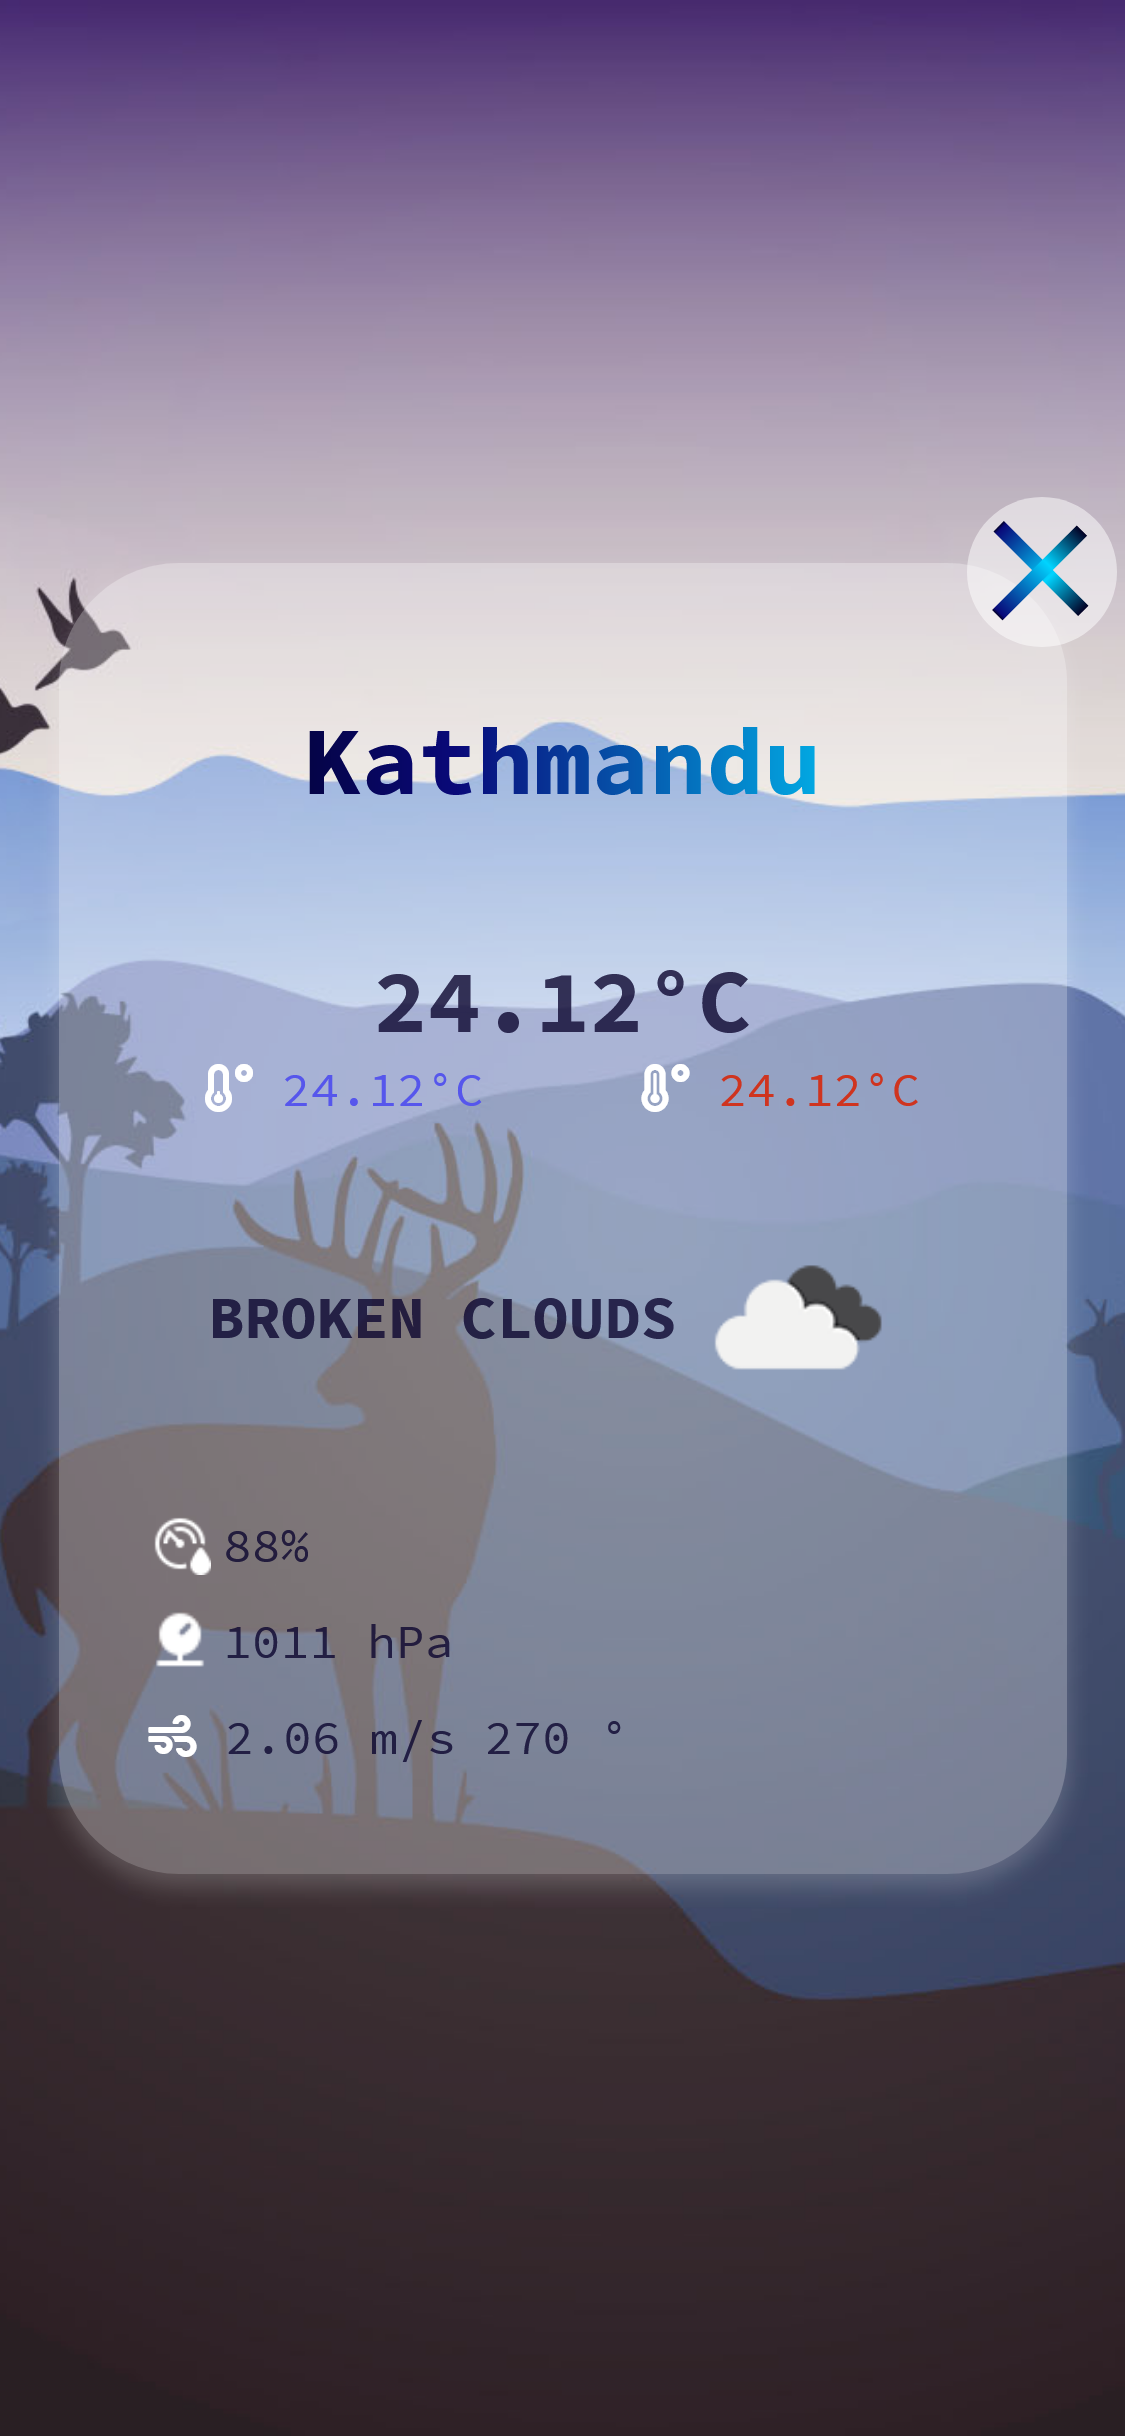 Kathmandu
24.12°C
24.12°C 24.12°C
BROKEN CLOUDS
88%
1011 hPa
2.06 m/s 270 °